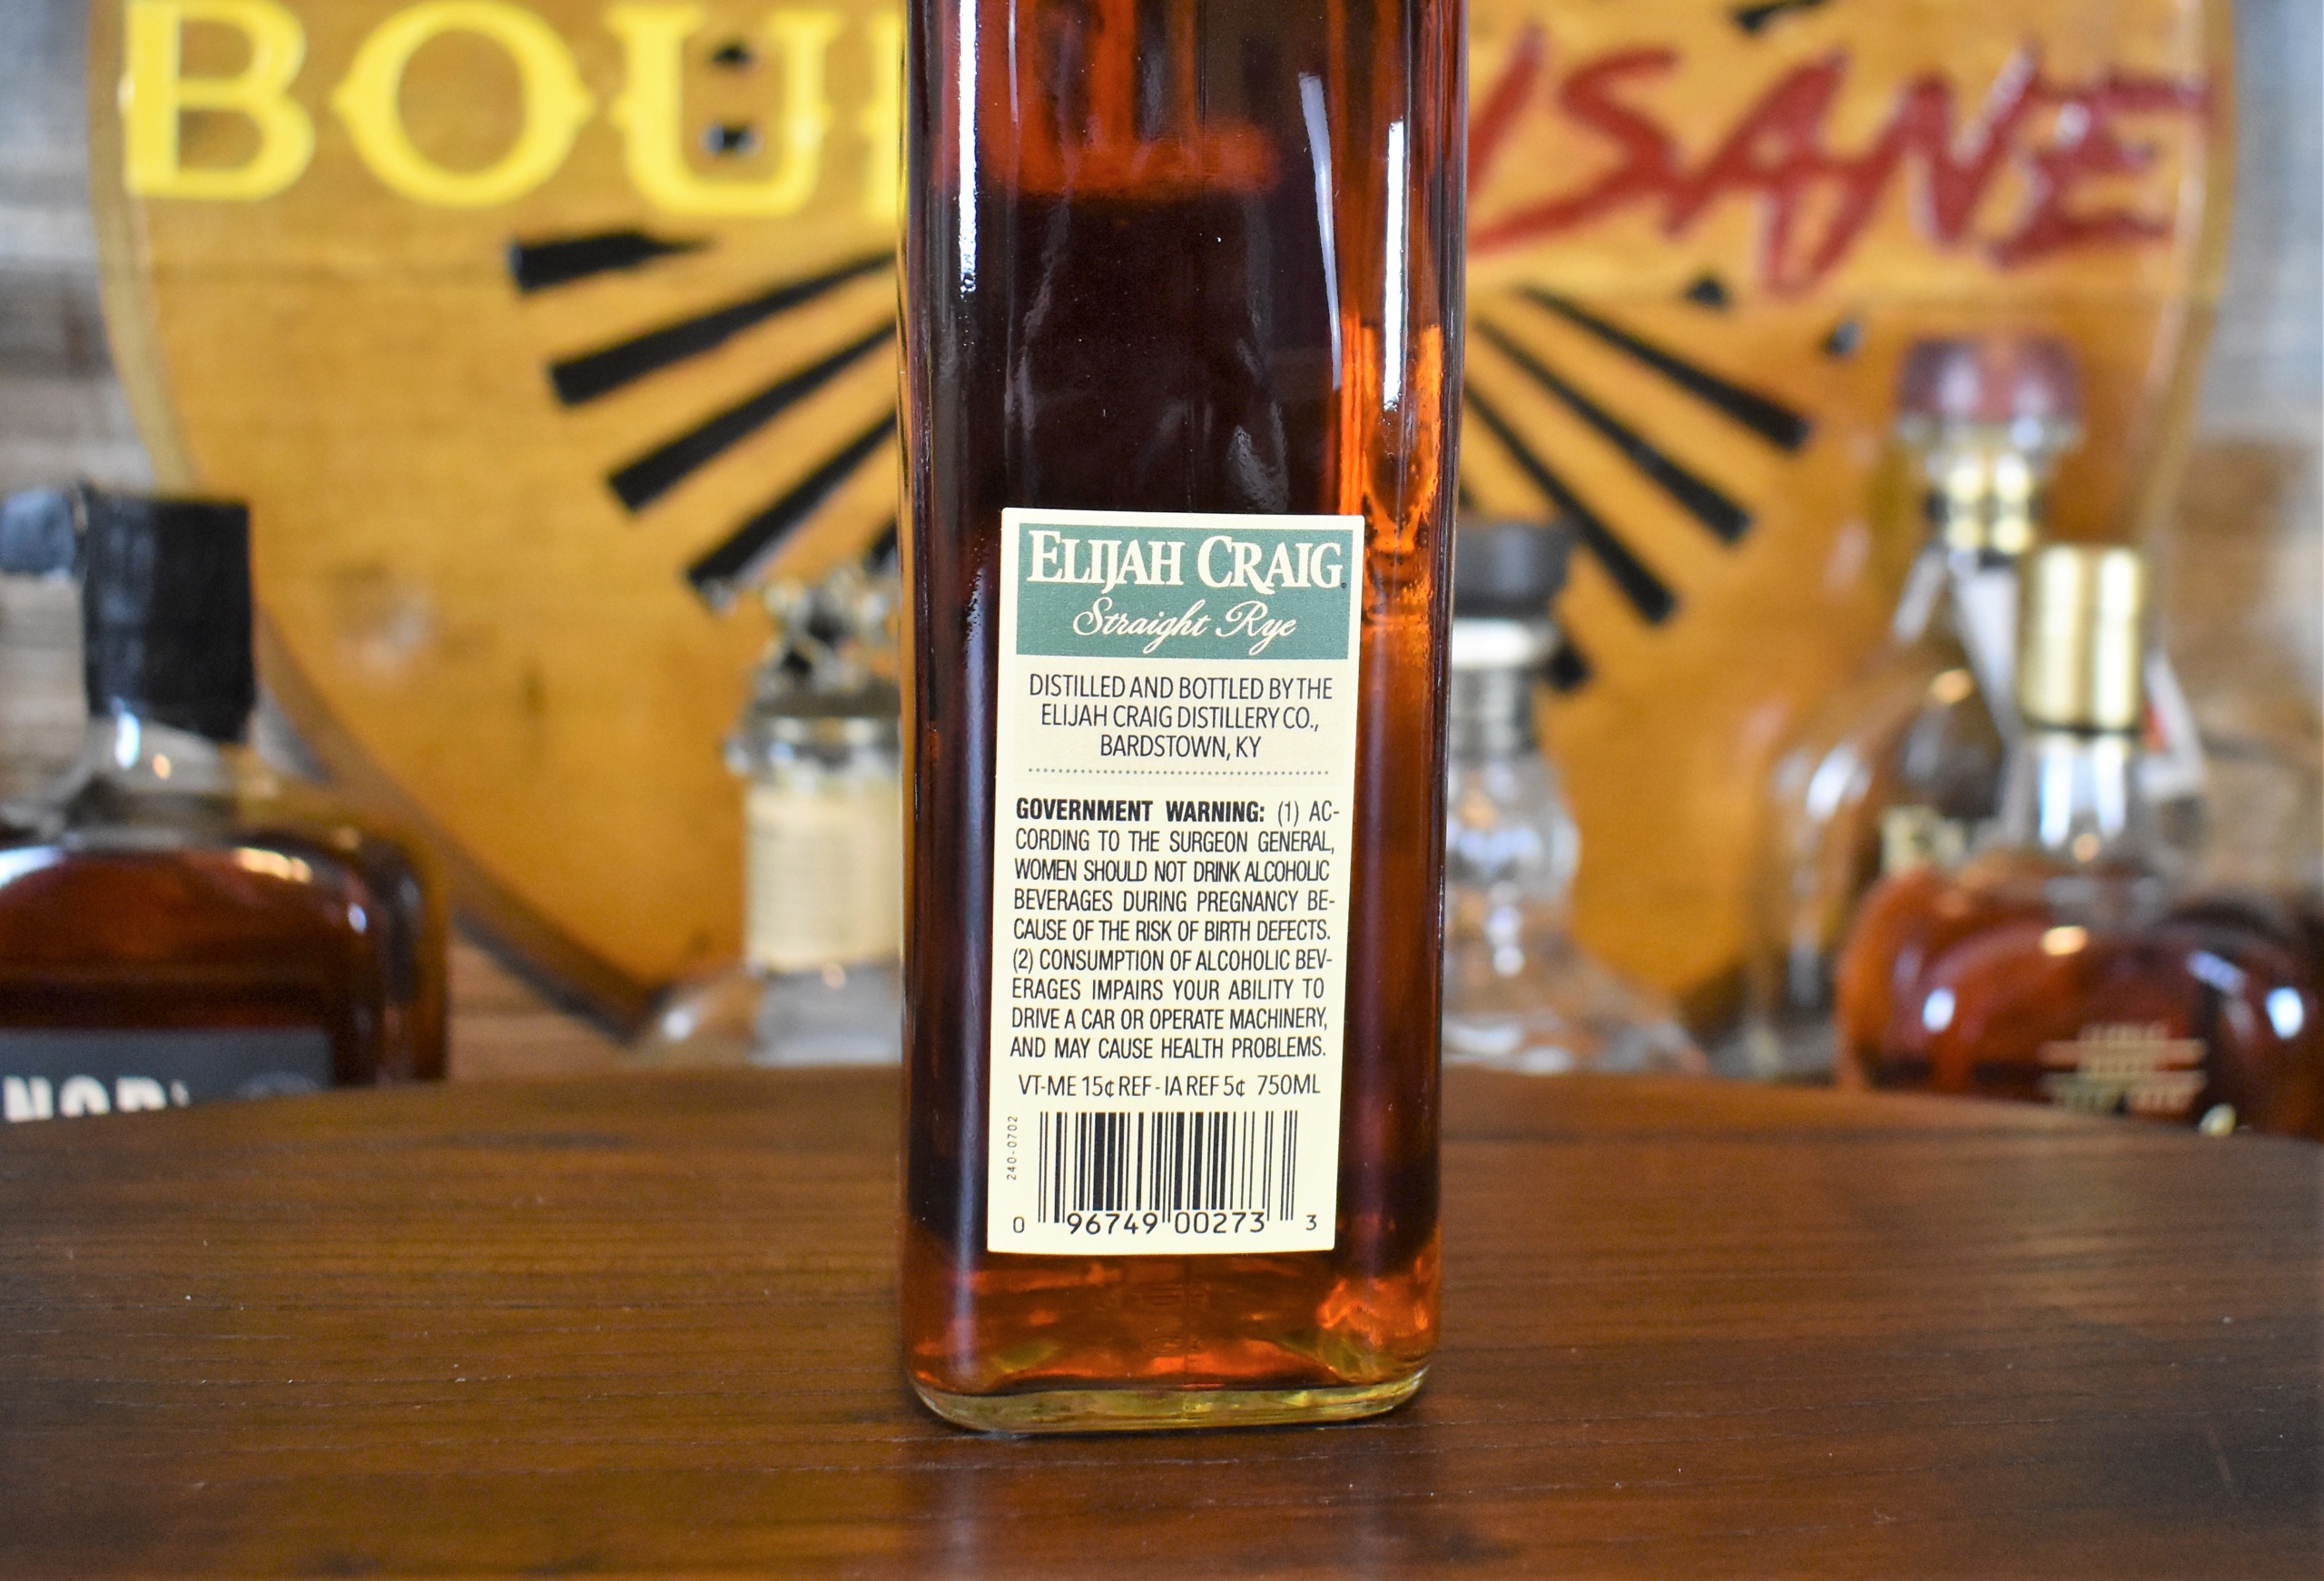 BOU
ISANE
ELIJAH CRAIG
Straight Rye
DISTILLED AND BOTTLED BY THE
ELIJAH CRAIG DISTILLERY CO.,
BARDSTOWN, KY
GOVERNMENT WARNING: (1) AC-
CORDING TO THE SURGEON GENERAL,
WOMEN SHOULD NOT DRINK ALCOHOLIC
BEVERAGES DURING PREGNANCY BE-
CAUSE OF THE RISK OF BIRTH DEFECTS.
(2) CONSUMPTION OF ALCOHOLIC BEV-
ERAGES IMPAIRS YOUR ABILITY TO
DRIVE A CAR OR OPERATE MACHINERY,
AND MAY CAUSE HEALTH PROBLEMS.
VT-ME 15¢ REF - IA REF 5¢ 750ML
240-0702
0 96749 00273 3